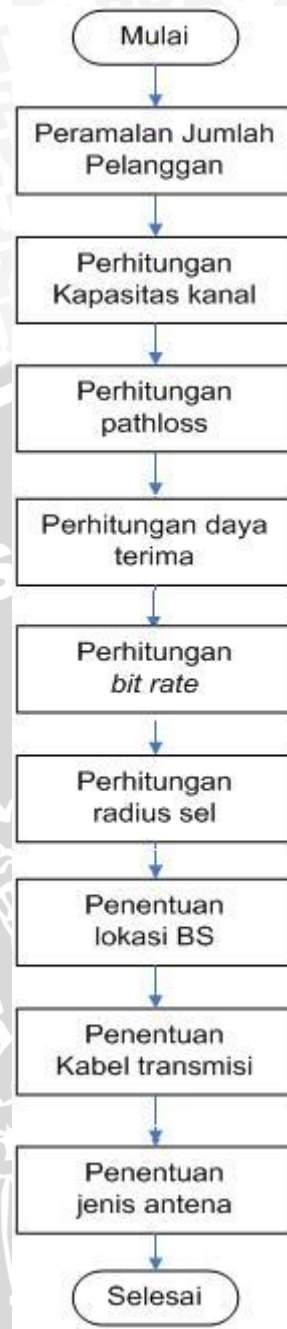 Mulai
Peramalan Jumlah
Pelanggan
Perhitungan
Kapasitas kanal
Perhitungan
pathloss
Perhitungan daya
terima
Perhitungan
bit rate
Perhitungan
radius sel
Penentuan
lokasi BS
Penentuan
Kabel transmisi
Penentuan
jenis antena
Selesai